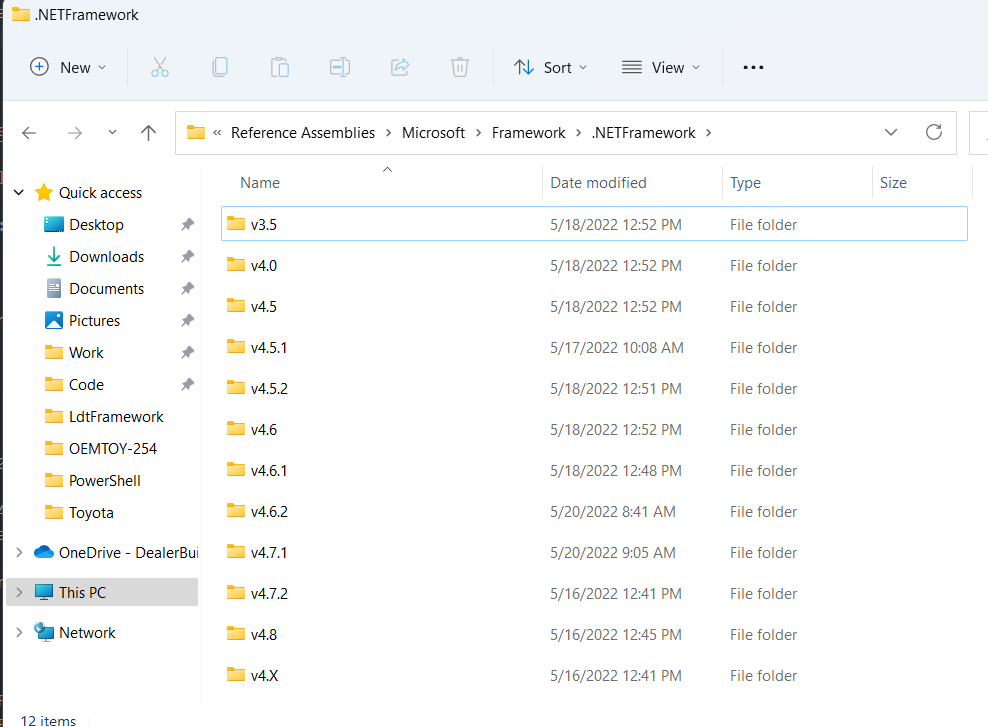 .NETFramework
New
Sort
View
« Reference Assemblies > Microsoft > Framework > .NETFramework >
Name Date modified Type Size
Quick access
Desktop
Downloads
Documents
Pictures
Work
Code
LdtFramework
OEMTOY-254
PowerShell
Toyota
OneDrive - DealerBui
This PC
Network
v3.5 5/18/2022 12:52 PM File folder
v4.0 5/18/2022 12:52 PM File folder
v4.5 5/18/2022 12:52 PM File folder
v4.5.1 5/17/2022 10:08 AM File folder
v4.5.2 5/18/2022 12:51 PM File folder
v4.6 5/18/2022 12:52 PM File folder
v4.6.1 5/18/2022 12:48 PM File folder
v4.6.2 5/20/2022 8:41 AM File folder
v4.7.1 5/20/2022 9:05 AM File folder
v4.7.2 5/16/2022 12:41 PM File folder
v4.8 5/16/2022 12:45 PM File folder
v4.X 5/16/2022 12:41 PM File folder
12 items